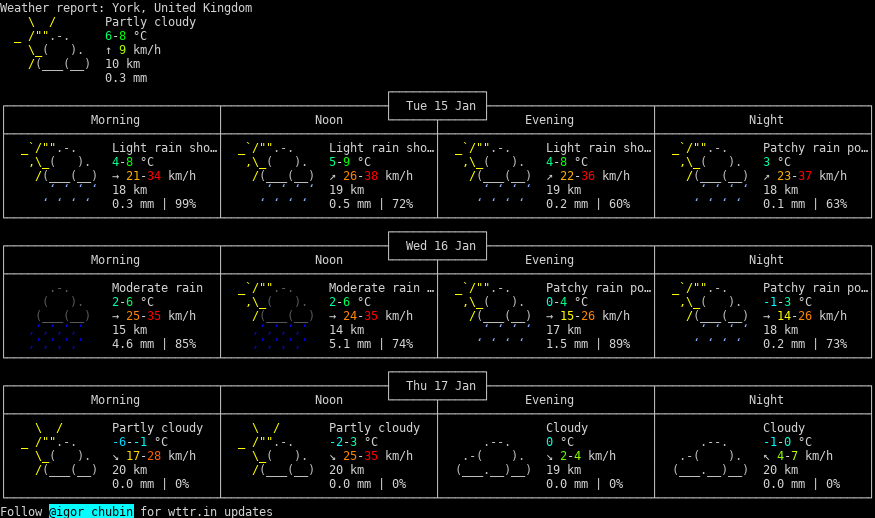 Weather report: York, United Kingdom
Partly cloudy
6-8 °C
↑ 9 km/h
10 km
0.3 mm
Tue 15 Jan
Morning Noon Evening Night
Light rain sho… Light rain sho… Light rain sho… Patchy rain po…
4-8 °C 5-9 °C 4-8 °C 3 °C
→ 21-34 km/h ↗ 26-38 km/h ↗ 22-36 km/h ↗ 23-37 km/h
18 km 19 km 19 km 18 km
0.3 mm | 99% 0.5 mm | 72% 0.2 mm | 60% 0.1 mm | 63%
Wed 16 Jan
Morning Noon Evening Night
Moderate rain Moderate rain … Patchy rain po… Patchy rain po…
2-6 °C 2-6 °C 0-4 °C -1-3 °C
→ 25-35 km/h → 24-35 km/h → 15-26 km/h → 14-26 km/h
15 km 14 km 17 km 18 km
4.6 mm | 85% 5.1 mm | 74% 1.5 mm | 89% 0.2 mm | 73%
Thu 17 Jan
Morning Noon Evening Night
Partly cloudy Partly cloudy Cloudy Cloudy
-6--1 °C -2-3 °C 0 °C -1-0 °C
↘ 17-28 km/h ↘ 25-35 km/h ↘ 2-4 km/h ↖ 4-7 km/h
20 km 20 km 19 km 20 km
0.0 mm | 0% 0.0 mm | 0% 0.0 mm | 0% 0.0 mm | 0%
Follow @igor_chubin for wttr.in updates